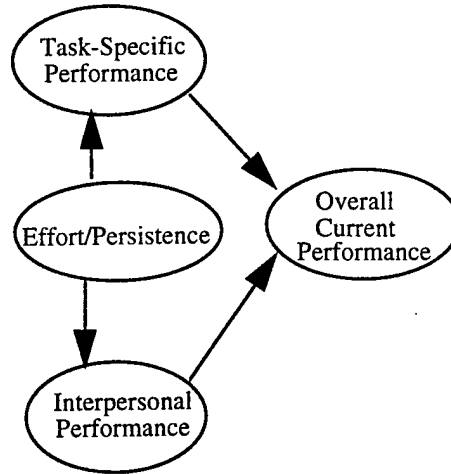 Task-Specific
Performance
Effort/Persistence
Overall
Current
Performance
Interpersonal
Performance